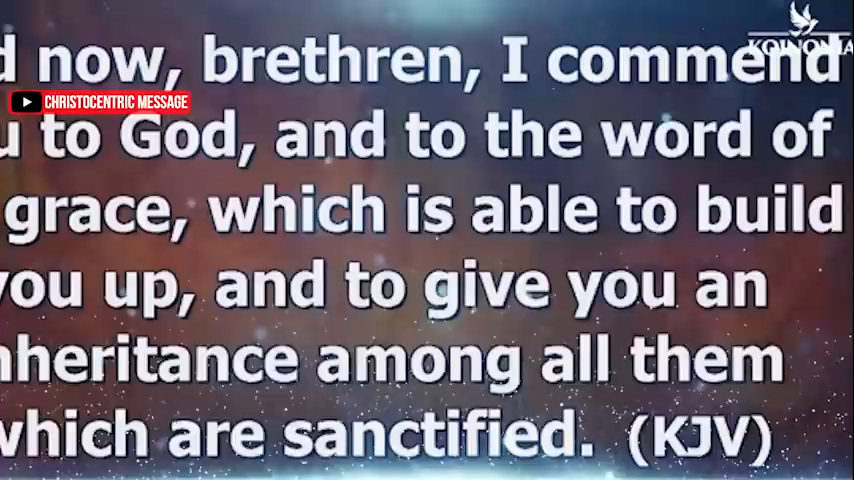 d now, brethren, I commend
KOINONIA
CHRISTOCENTRIC MESSAGE
u to God, and to the word of
grace, which is able to build
you up, and to give you an
nheritance among all them
which are sanctified. (KJV)